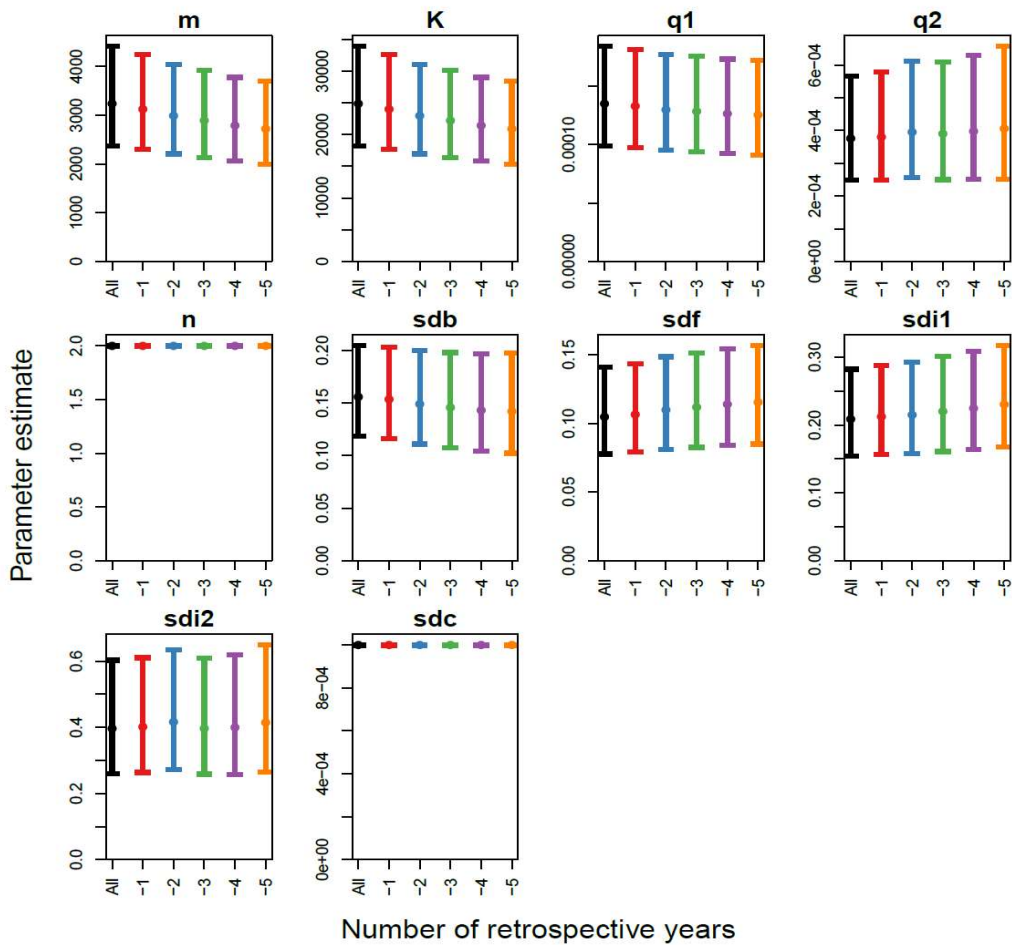 m K q1 q2
0 1000 2000 3000 4000
0 10000 20000 30000
0.00000 0.00010
0e+00 2e-04 4e-04 6e-04
All −1 −2 −3 −4 −5 All −1 −2 −3 −4 −5 All −1 −2 −3 −4 −5 All −1 −2 −3 −4 −5
n sdb sdf sdi1
Parameter estimate
0.0 0.5 1.0 1.5 2.0
0.00 0.05 0.10 0.15 0.20
0.00 0.05 0.10 0.15
0.00 0.10 0.20 0.30
All −1 −2 −3 −4 −5 All −1 −2 −3 −4 −5 All −1 −2 −3 −4 −5 All −1 −2 −3 −4 −5
sdi2 sdc
0.0 0.2 0.4 0.6
0e+00 4e−04 8e−04
All −1 −2 −3 −4 −5 All −1 −2 −3 −4 −5
Number of retrospective years